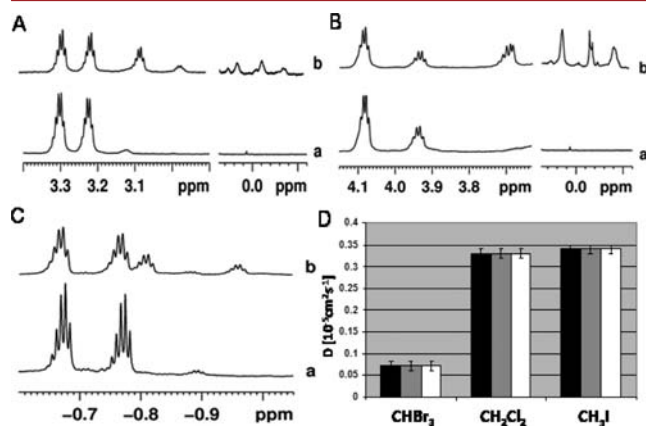 A
B
b
b
a
a
3.3 3.2 3.1 ppm 0.0 ppm
4.1 4.0 3.9 3.8 ppm 0.0 ppm
C
D
b
a
−0.7 −0.8 −0.9 ppm
D [10⁻⁵cm²s⁻¹]
0.4
0.35
0.3
0.25
0.2
0.15
0.1
0.05
0
CHBr₃ CH₂Cl₂ CH₃I